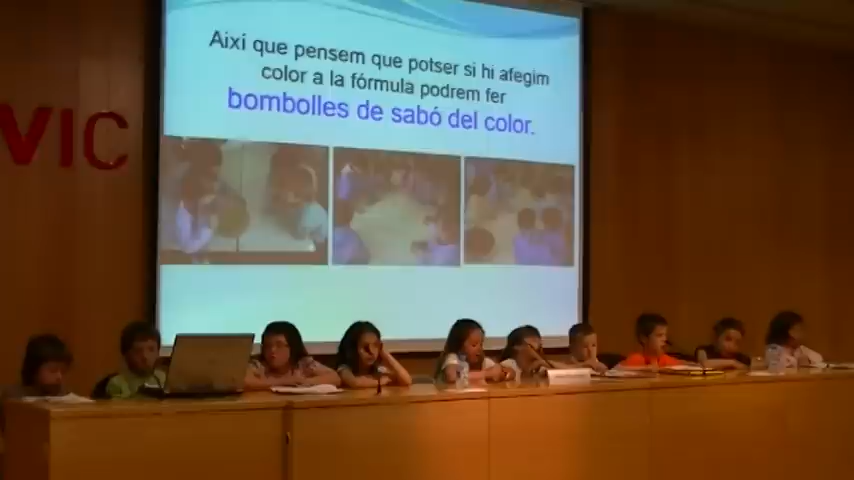 Així que pensem que potser si hi afegim
color a la fórmula podrem fer
bombolles de sabó del color.
VIC